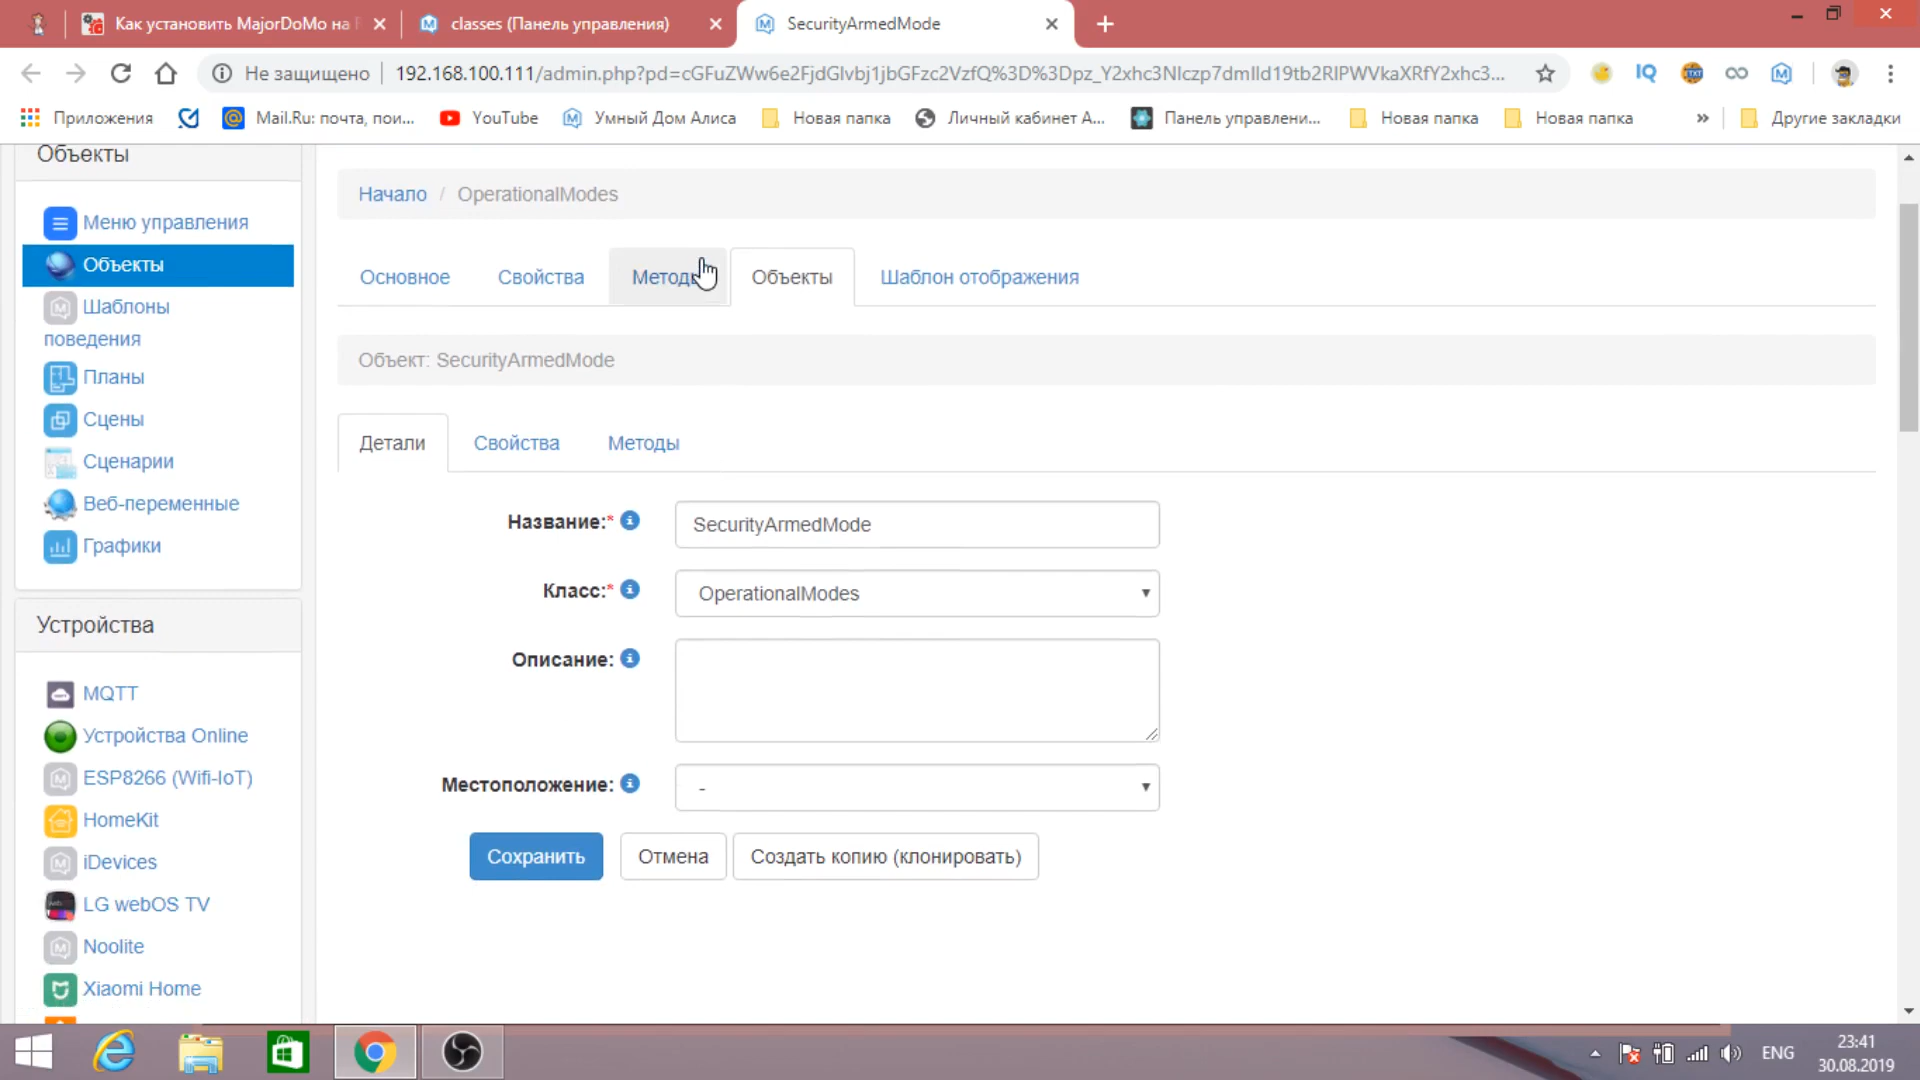 Как установить MajorDoMo на
classes (Панель управления)
SecurityArmedMode
Не защищено
192.168.100.111/admin.php?pd=cGFuZWw6e2FjdGlvbj1jbGFzc2VzfQ%3D%3Dpz_Y2xhc3NIczp7dmlld19tb2RlPWVkaXRfY2xhc3...
Приложения
Mail.Ru: почта, пои...
YouTube
Умный Дом Алиса
Новая папка
Личный кабинет А...
Панель управлени...
Новая папка
Новая папка
»
Другие закладки
Объекты
Меню управления
Объекты
Шаблоны
поведения
Планы
Сцены
Сценарии
Веб-переменные
Графики
Устройства
MQTT
Устройства Online
ESP8266 (Wifi-IoT)
HomeKit
iDevices
LG webOS TV
Noolite
Xiaomi Home
Начало / OperationalModes
Основное
Свойства
Методы
Объекты
Шаблон отображения
Объект: SecurityArmedMode
Детали
Свойства
Методы
Название:* SecurityArmedMode
Класс:* OperationalModes
Описание:
Местоположение: -
Сохранить
Отмена
Создать копию (клонировать)
ENG
23:41
30.08.2019